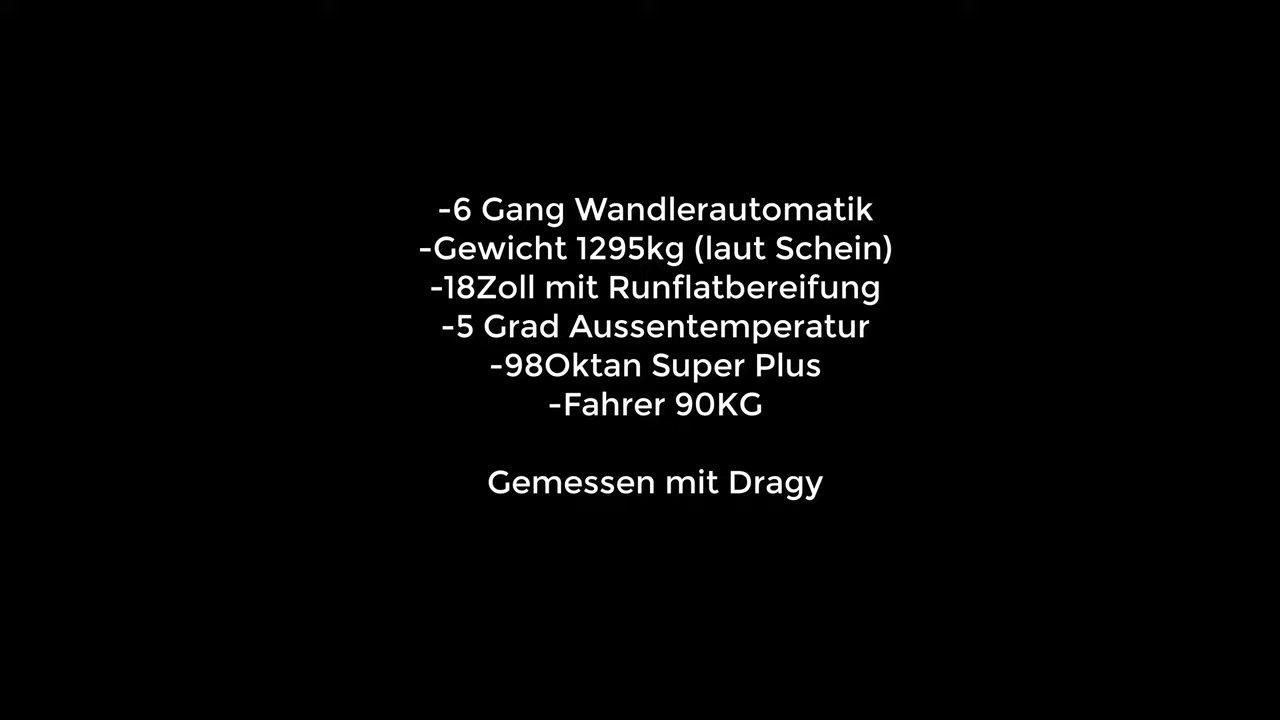 -6 Gang Wandlerautomatik
-Gewicht 1295kg (laut Schein)
-18Zoll mit Runflatbereifung
-5 Grad Aussentemperatur
-98Oktan Super Plus
-Fahrer 90KG
Gemessen mit Dragy